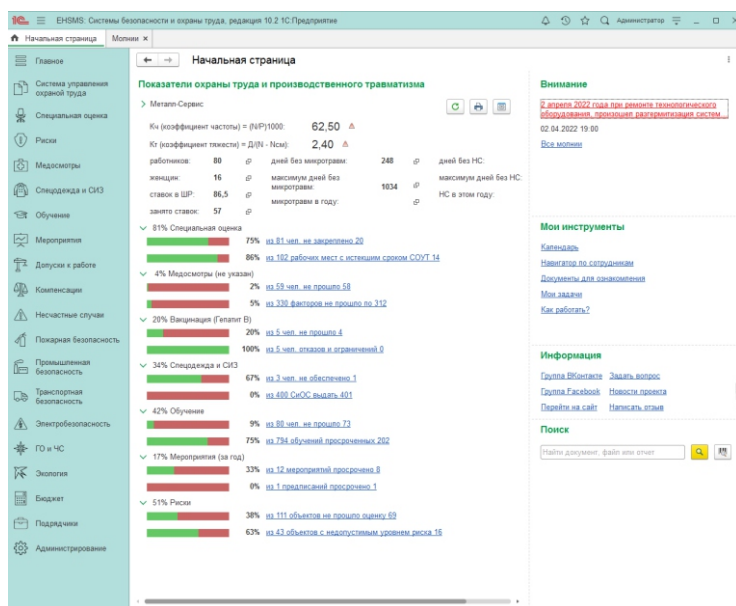 1С EHSMS: Системы безопасности и охраны труда, редакция 10.2 1С:Предприятие
Администратор
Начальная страница
Молнии ×
Главное
Система управления
охраной труда
Специальная оценка
Риски
Медосмотры
Спецодежда и СИЗ
Обучение
Мероприятия
Допуски к работе
Компенсации
Несчастные случаи
Пожарная безопасность
Промышленная
безопасность
Транспортная
безопасность
Электробезопасность
ГО и ЧС
Экология
Бюджет
Подрядчики
Администрирование
Начальная страница
Показатели охраны труда и производственного травматизма
Металл-Сервис
Кч (коэффициент частоты) = (N/P)1000: 62,50
Кт (коэффициент тяжести) = Д/(N - Nсм): 2,40
работников: 80 дней без микротравм: 248 дней без НС:
женщин: 16 максимум дней без
микротравм: 1034 максимум дней без НС:
ставок в ШР: 86,5 микротравм в году: НС в этом году:
занято ставок: 57
81% Специальная оценка
75% из 81 чел. не закреплено 20
86% из 102 рабочих мест с истекшим сроком СОУТ 14
4% Медосмотры (не указан)
2% из 59 чел. не прошло 58
5% из 330 факторов не прошло по 312
20% Вакцинация (Гепатит В)
20% из 5 чел. не прошло 4
100% из 5 чел. отказов и ограничений 0
34% Спецодежда и СИЗ
67% из 3 чел. не обеспечено 1
0% из 400 СиОС выдать 401
42% Обучение
9% из 80 чел. не прошло 73
75% из 794 обучений просроченных 202
17% Мероприятия (за год)
33% из 12 мероприятий просрочено 8
0% из 1 предписаний просрочено 1
51% Риски
38% из 111 объектов не прошло оценку 69
63% из 43 объектов с недопустимым уровнем риска 16
Внимание
2 апреля 2022 года при ремонте технологического
оборудования, произошел разгермитизация систем...
02.04.2022 19:00
Все молнии
Мои инструменты
Календарь
Навигатор по сотрудникам
Документы для ознакомления
Мои задачи
Как работать?
Информация
Группа ВКонтакте Задать вопрос
Группа Facebook Новости проекта
Перейти на сайт Написать отзыв
Поиск
Найти документ, файл или отчет